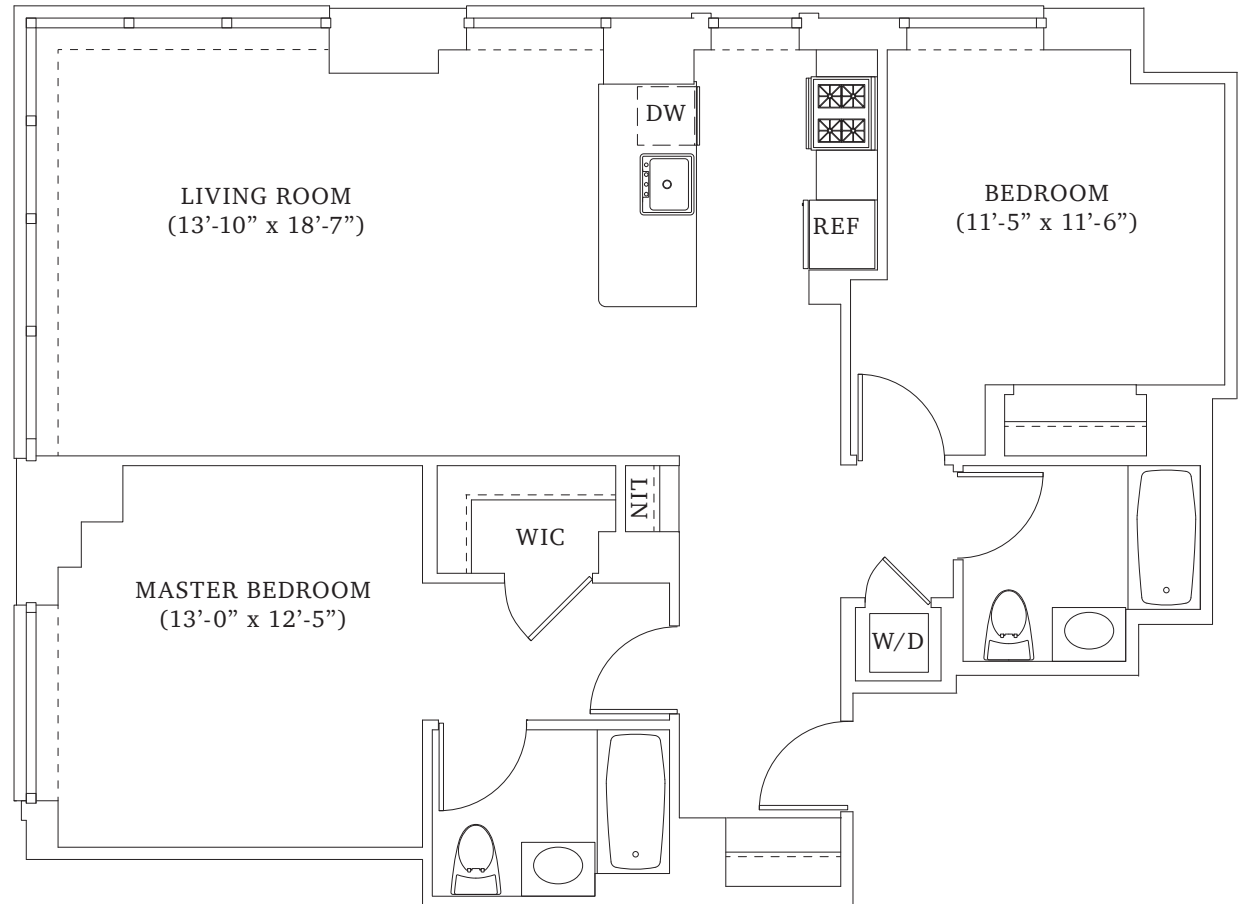 DW
LIVING ROOM
(13’-10” x 18’-7”)
BEDROOM
(11’-5” x 11’-6”)
REF
LIN
WIC
MASTER BEDROOM
(13’-0” x 12’-5”)
W/D